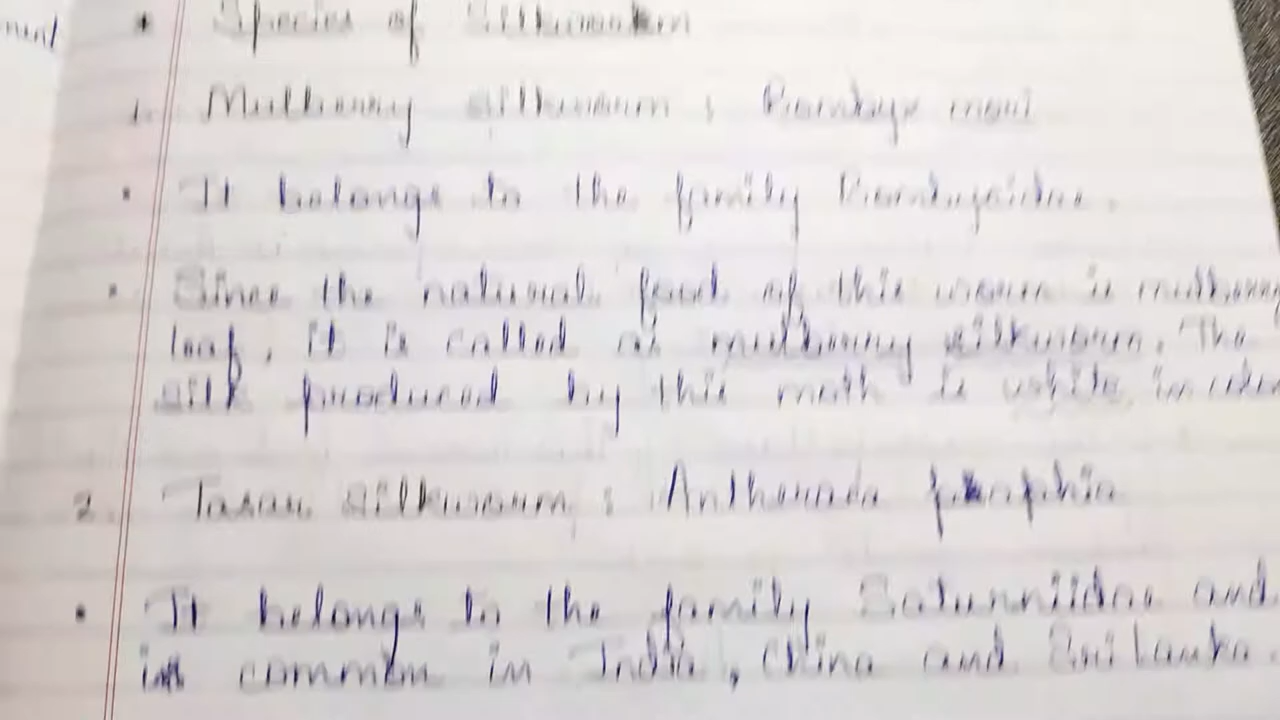 * Species of Silkworm
1. Mulberry silkworm : Bombyx mori
• It belongs to the family Bombycidae.
• Since the natural food of this worm is mulberry
leaf, it is called as mulberry silkworm. The
silk produced by this moth is white in color
2. Tasar silkworm : Antheraea paphia
• It belongs to the family Saturniidae and
is common in India, China and Sri Lanka.